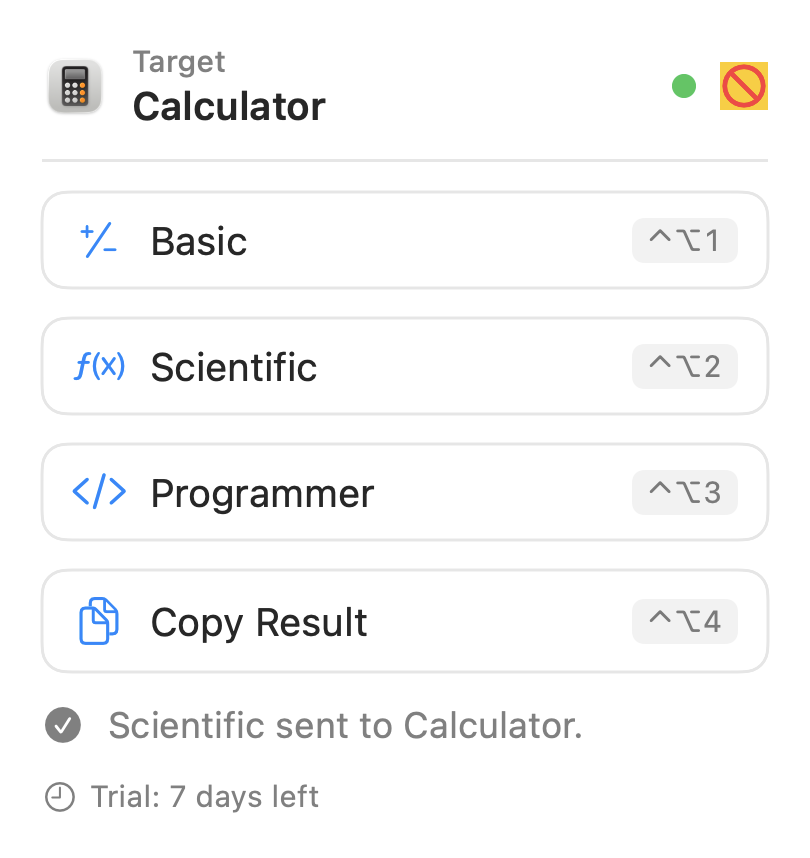 Target
Calculator
Basic ^⌥1
f(x) Scientific ^⌥2
</> Programmer ^⌥3
Copy Result ^⌥4
Scientific sent to Calculator.
Trial: 7 days left